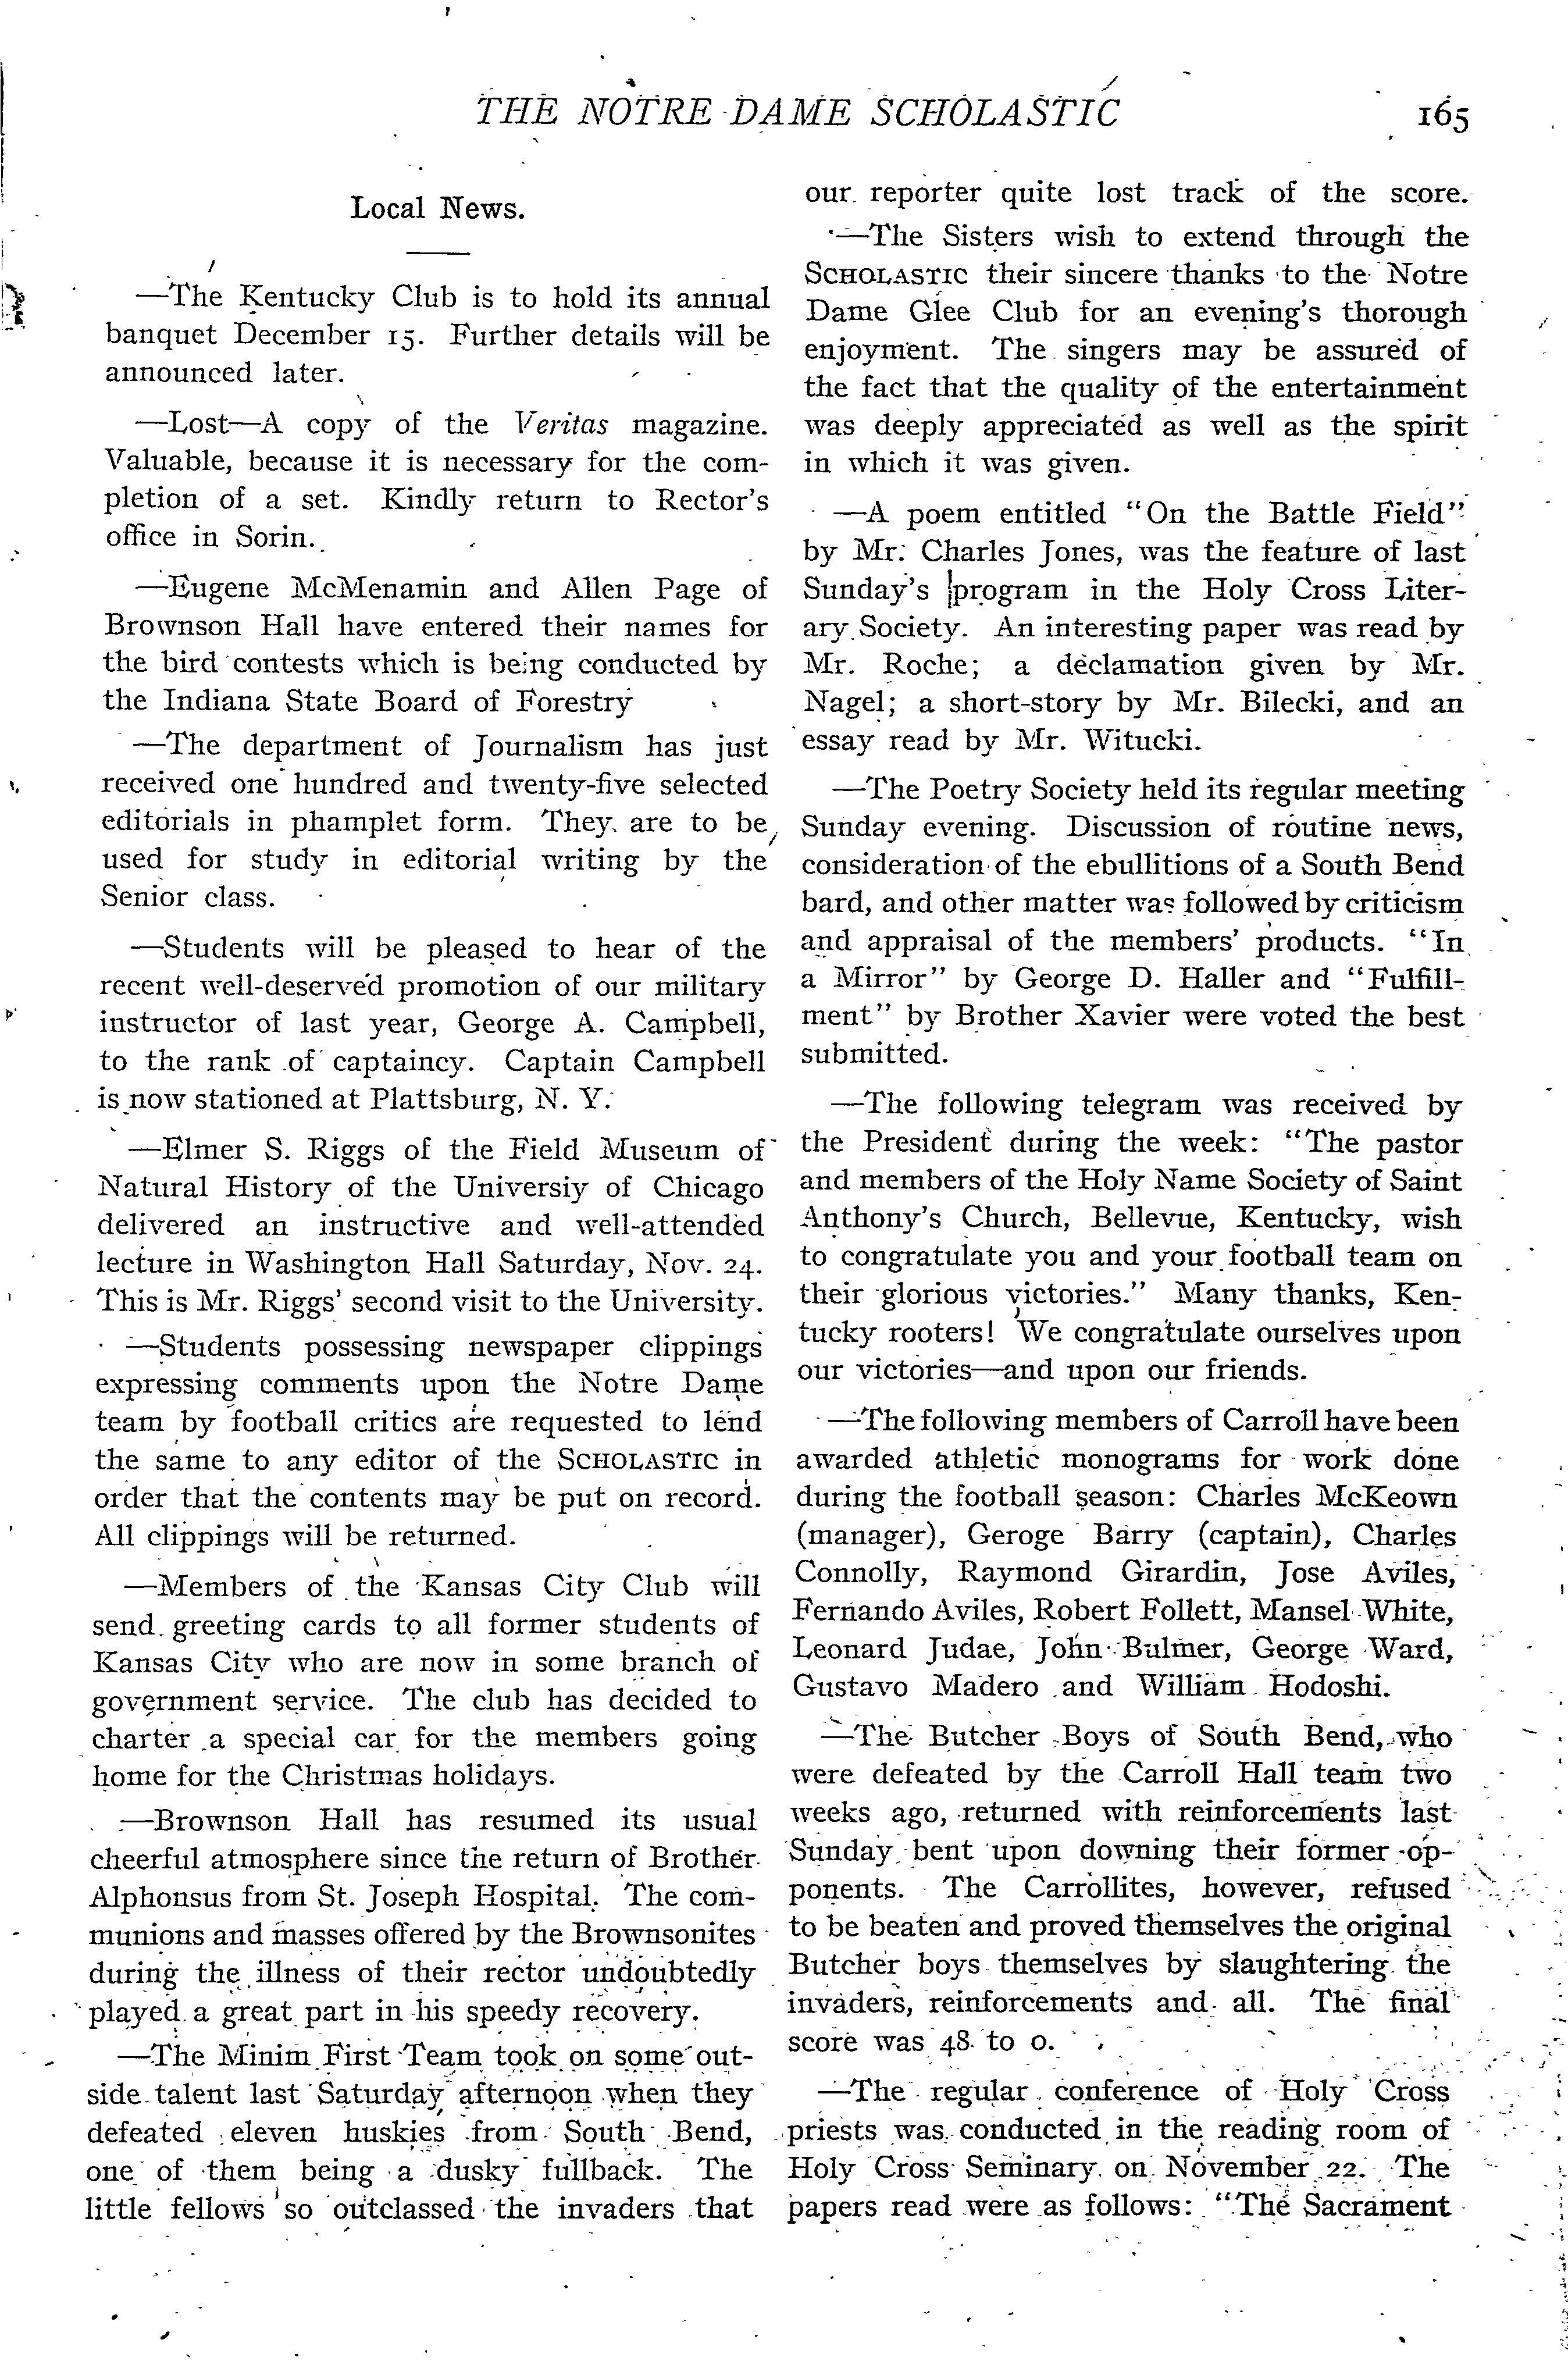 THE NOTRE DAME SCHOLASTIC 165
Local News.
—The Kentucky Club is to hold its annual
banquet December 15. Further details will be
announced later.
—Lost—A copy of the Veritas magazine.
Valuable, because it is necessary for the com-
pletion of a set. Kindly return to Rector's
office in Sorin.
—Eugene McMenamin and Allen Page of
Brownson Hall have entered their names for
the bird contests which is being conducted by
the Indiana State Board of Forestry
—The department of Journalism has just
received one hundred and twenty-five selected
editorials in phamplet form. They are to be
used for study in editorial writing by the
Senior class.
—Students will be pleased to hear of the
recent well-deserved promotion of our military
instructor of last year, George A. Campbell,
to the rank of captaincy. Captain Campbell
is now stationed at Plattsburg, N. Y.
—Elmer S. Riggs of the Field Museum of
Natural History of the Universiy of Chicago
delivered an instructive and well-attended
lecture in Washington Hall Saturday, Nov. 24.
This is Mr. Riggs' second visit to the University.
—Students possessing newspaper clippings
expressing comments upon the Notre Dame
team by football critics are requested to lend
the same to any editor of the SCHOLASTIC in
order that the contents may be put on record.
All clippings will be returned.
—Members of the Kansas City Club will
send greeting cards to all former students of
Kansas City who are now in some branch of
government service. The club has decided to
charter a special car for the members going
home for the Christmas holidays.
—Brownson Hall has resumed its usual
cheerful atmosphere since the return of Brother
Alphonsus from St. Joseph Hospital. The com-
munions and masses offered by the Brownsonites
during the illness of their rector undoubtedly
played a great part in his speedy recovery.
—The Minim First Team took on some out-
side talent last Saturday afternoon when they
defeated eleven huskies from South Bend,
one of them being a dusky fullback. The
little fellows so outclassed the invaders that
our reporter quite lost track of the score.
—The Sisters wish to extend through the
SCHOLASTIC their sincere thanks to the Notre
Dame Glee Club for an evening's thorough
enjoyment. The singers may be assured of
the fact that the quality of the entertainment
was deeply appreciated as well as the spirit
in which it was given.
—A poem entitled "On the Battle Field"
by Mr. Charles Jones, was the feature of last
Sunday's program in the Holy Cross Liter-
ary Society. An interesting paper was read by
Mr. Roche; a declamation given by Mr.
Nagel; a short-story by Mr. Bilecki, and an
essay read by Mr. Witucki.
—The Poetry Society held its regular meeting
Sunday evening. Discussion of routine news,
consideration of the ebullitions of a South Bend
bard, and other matter was followed by criticism
and appraisal of the members' products. "In
a Mirror" by George D. Haller and "Fulfill-
ment" by Brother Xavier were voted the best
submitted.
—The following telegram was received by
the President during the week: "The pastor
and members of the Holy Name Society of Saint
Anthony's Church, Bellevue, Kentucky, wish
to congratulate you and your football team on
their glorious victories." Many thanks, Ken-
tucky rooters! We congratulate ourselves upon
our victories—and upon our friends.
—The following members of Carroll have been
awarded athletic monograms for work done
during the football season: Charles McKeown
(manager), Geroge Barry (captain), Charles
Connolly, Raymond Girardin, Jose Aviles,
Fernando Aviles, Robert Follett, Mansel White,
Leonard Judae, John Bulmer, George Ward,
Gustavo Madero and William Hodoshi.
—The Butcher Boys of South Bend, who
were defeated by the Carroll Hall team two
weeks ago, returned with reinforcements last
Sunday bent upon downing their former op-
ponents. The Carrollites, however, refused
to be beaten and proved themselves the original
Butcher boys themselves by slaughtering the
invaders, reinforcements and all. The final
score was 48 to 0.
—The regular conference of Holy Cross
priests was conducted in the reading room of
Holy Cross Seminary on November 22. The
papers read were as follows: "The Sacrament